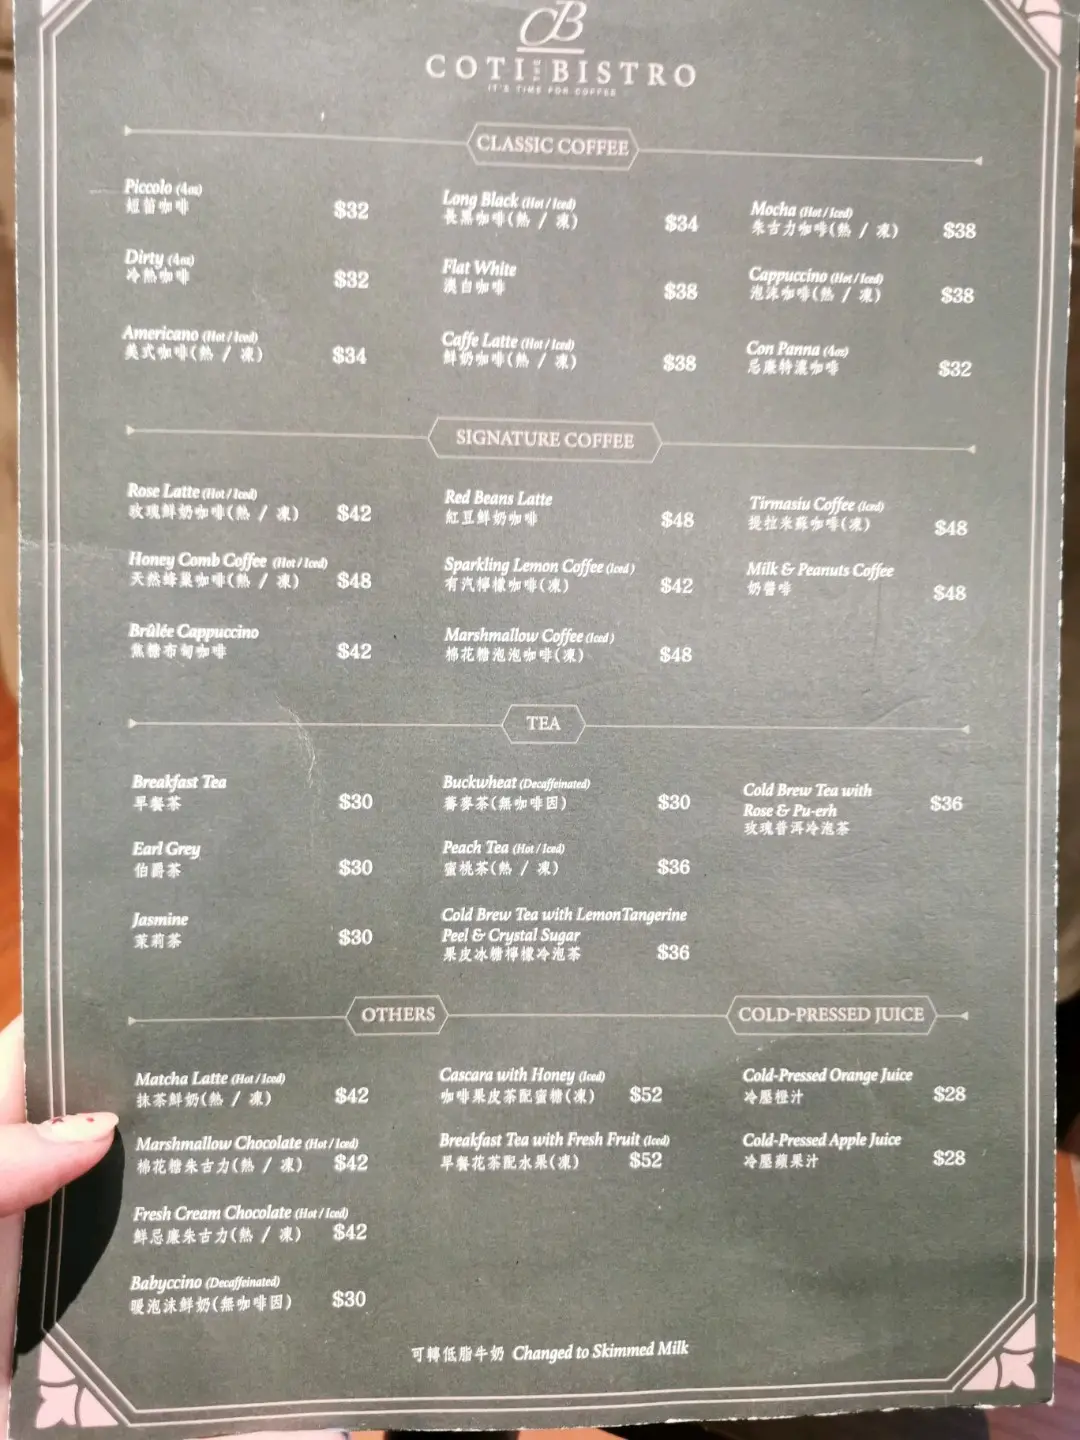 CB
COTI THE BISTRO
IT'S TIME FOR COFFEE
CLASSIC COFFEE
Piccolo (4oz)
短笛咖啡 $32
Dirty (4oz)
冷熱咖啡 $32
Americano (Hot / Iced)
美式咖啡(熱 / 凍) $34
Long Black (Hot / Iced)
長黑咖啡(熱 / 凍) $34
Flat White
澳白咖啡 $38
Caffe Latte (Hot / Iced)
鮮奶咖啡(熱 / 凍) $38
Mocha (Hot / Iced)
朱古力咖啡(熱 / 凍) $38
Cappuccino (Hot / Iced)
泡沫咖啡(熱 / 凍) $38
Con Panna (4oz)
忌廉特濃咖啡 $32
SIGNATURE COFFEE
Rose Latte (Hot / Iced)
玫瑰鮮奶咖啡(熱 / 凍) $42
Honey Comb Coffee (Hot / Iced)
天然蜂巢咖啡(熱 / 凍) $48
Brûlée Cappuccino
焦糖布甸咖啡 $42
Red Beans Latte
紅豆鮮奶咖啡 $48
Sparkling Lemon Coffee (Iced)
有汽檸檬咖啡(凍) $42
Marshmallow Coffee (Iced)
棉花糖泡泡咖啡(凍) $48
Tirmasiu Coffee (Iced)
提拉米蘇咖啡(凍) $48
Milk & Peanuts Coffee
奶醬啡 $48
TEA
Breakfast Tea
早餐茶 $30
Earl Grey
伯爵茶 $30
Jasmine
茉莉茶 $30
Buckwheat (Decaffeinated)
蕎麥茶(無咖啡因) $30
Peach Tea (Hot / Iced)
蜜桃茶(熱 / 凍) $36
Cold Brew Tea with Lemon Tangerine
Peel & Crystal Sugar
果皮冰糖檸檬冷泡茶 $36
Cold Brew Tea with $36
Rose & Pu-erh
玫瑰普洱冷泡茶
OTHERS
Matcha Latte (Hot / Iced)
抹茶鮮奶(熱 / 凍) $42
Marshmallow Chocolate (Hot / Iced)
棉花糖朱古力(熱 / 凍) $42
Fresh Cream Chocolate (Hot / Iced)
鮮忌廉朱古力(熱 / 凍) $42
Babyccino (Decaffeinated)
暖泡沫鮮奶(無咖啡因) $30
Cascara with Honey (Iced)
咖啡果皮茶配蜜糖(凍) $52
Breakfast Tea with Fresh Fruit (Iced)
早餐花茶配水果(凍) $52
COLD-PRESSED JUICE
Cold-Pressed Orange Juice
冷壓橙汁 $28
Cold-Pressed Apple Juice
冷壓蘋果汁 $28
可轉低脂牛奶 Changed to Skimmed Milk